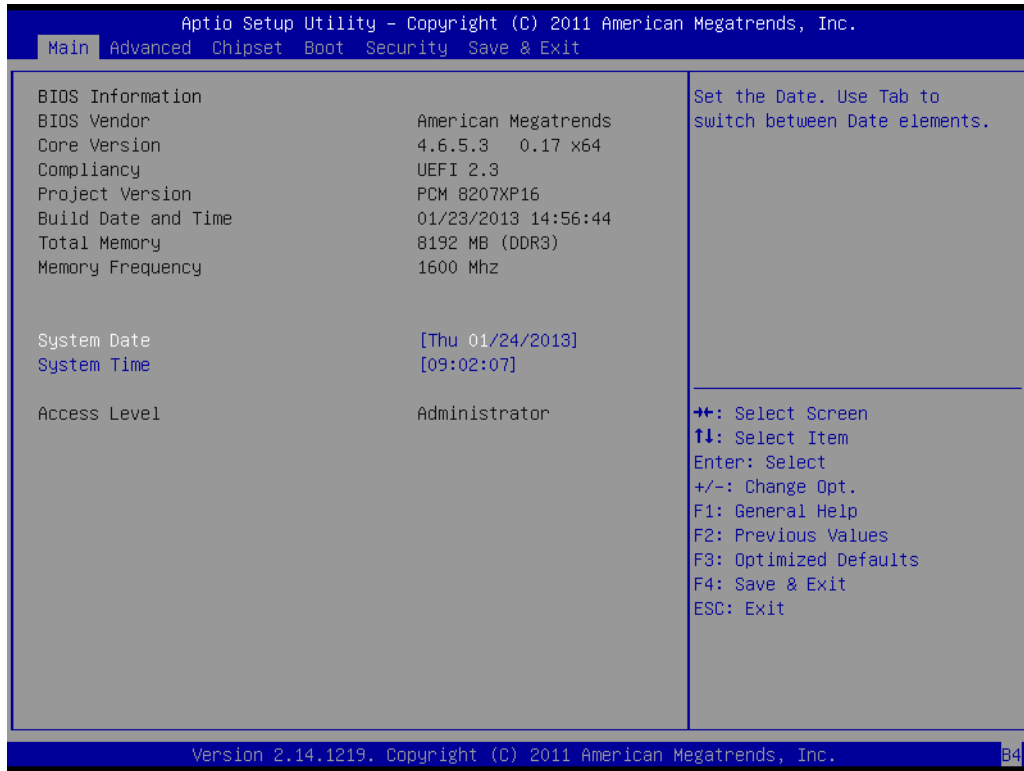 Aptio Setup Utility – Copyright (C) 2011 American Megatrends, Inc.
Main Advanced Chipset Boot Security Save & Exit
BIOS Information
BIOS Vendor American Megatrends
Core Version 4.6.5.3 0.17 x64
Compliancy UEFI 2.3
Project Version PCM 8207XP16
Build Date and Time 01/23/2013 14:56:44
Total Memory 8192 MB (DDR3)
Memory Frequency 1600 Mhz
System Date [Thu 01/24/2013]
System Time [09:02:07]
Access Level Administrator
Set the Date. Use Tab to
switch between Date elements.
→←: Select Screen
↑↓: Select Item
Enter: Select
+/-: Change Opt.
F1: General Help
F2: Previous Values
F3: Optimized Defaults
F4: Save & Exit
ESC: Exit
Version 2.14.1219. Copyright (C) 2011 American Megatrends, Inc.
B4